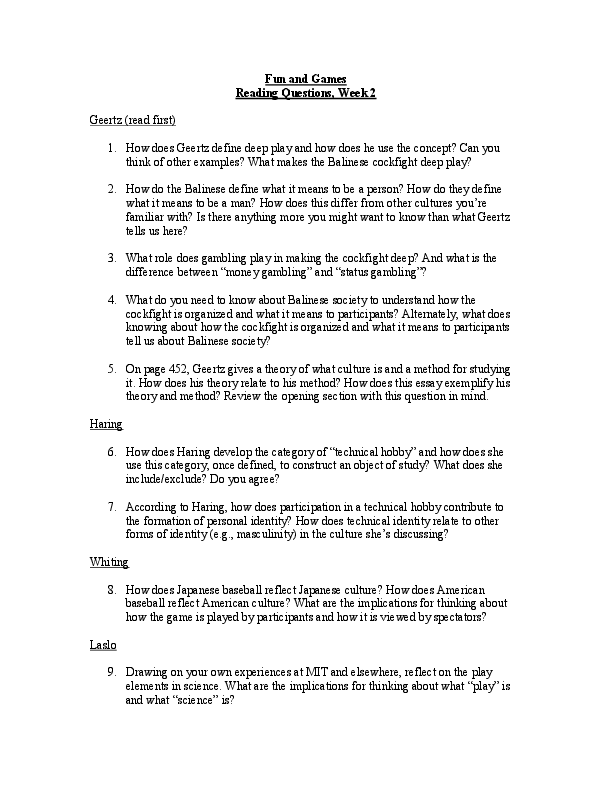 Fun and Games
Reading Questions, Week 2
Geertz (read first)
1. How does Geertz define deep play and how does he use the concept? Can you
think of other examples? What makes the Balinese cockfight deep play?
2. How do the Balinese define what it means to be a person? How do they define
what it means to be a man? How does this differ from other cultures you're
familiar with? Is there anything more you might want to know than what Geertz
tells us here?
3. What role does gambling play in making the cockfight deep? And what is the
difference between “money gambling” and “status gambling”?
4. What do you need to know about Balinese society to understand how the
cockfight is organized and what it means to participants? Alternately, what does
knowing about how the cockfight is organized and what it means to participants
tell us about Balinese society?
5. On page 452, Geertz gives a theory of what culture is and a method for studying
it. How does his theory relate to his method? How does this essay exemplify his
theory and method? Review the opening section with this question in mind.
Haring
6. How does Haring develop the category of “technical hobby” and how does she
use this category, once defined, to construct an object of study? What does she
include/exclude? Do you agree?
7. According to Haring, how does participation in a technical hobby contribute to
the formation of personal identity? How does technical identity relate to other
forms of identity (e.g., masculinity) in the culture she's discussing?
Whiting
8. How does Japanese baseball reflect Japanese culture? How does American
baseball reflect American culture? What are the implications for thinking about
how the game is played by participants and how it is viewed by spectators?
Laslo
9. Drawing on your own experiences at MIT and elsewhere, reflect on the play
elements in science. What are the implications for thinking about what “play” is
and what “science” is?